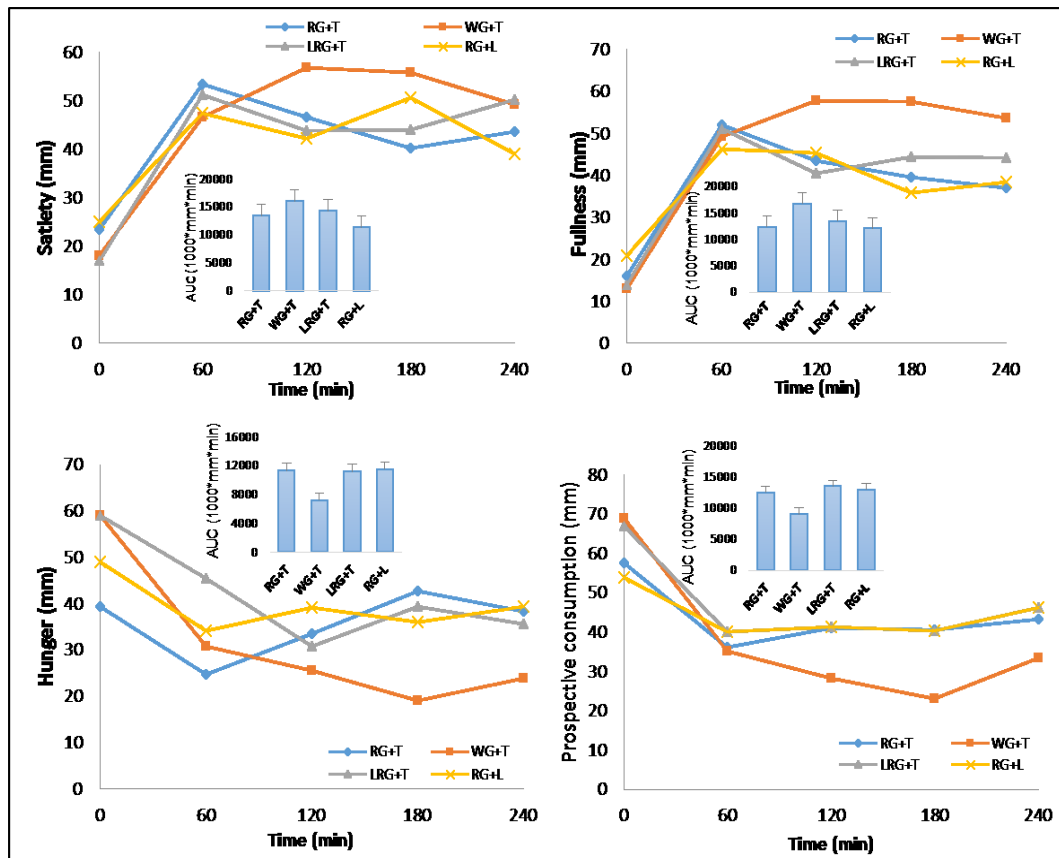 RG+T WG+T
LRG+T RG+L
60
50
40
30
20
10
0
Satiety (mm)
20000
15000
10000
5000
0
AUC (1000*mm*min)
RG+T WG+T LRG+T RG+L
0 60 120 180 240
Time (min)
RG+T WG+T
LRG+T RG+L
70
60
50
40
30
20
10
0
Fullness (mm)
20000
15000
10000
5000
0
AUC (1000*mm*min)
RG+T WG+T LRG+T RG+L
0 60 120 180 240
Time (min)
16000
12000
8000
4000
0
AUC (1000*mm*min)
RG+T WG+T LRG+T RG+L
70
60
50
40
30
20
10
0
Hunger (mm)
RG+T WG+T
LRG+T RG+L
0 60 120 180 240
Time (min)
20000
15000
10000
5000
0
AUC (1000*mm*min)
RG+T WG+T LRG+T RG+L
80
70
60
50
40
30
20
10
0
Prospective consumption (mm)
RG+T WG+T
LRG+T RG+L
0 60 120 180 240
Time (min)